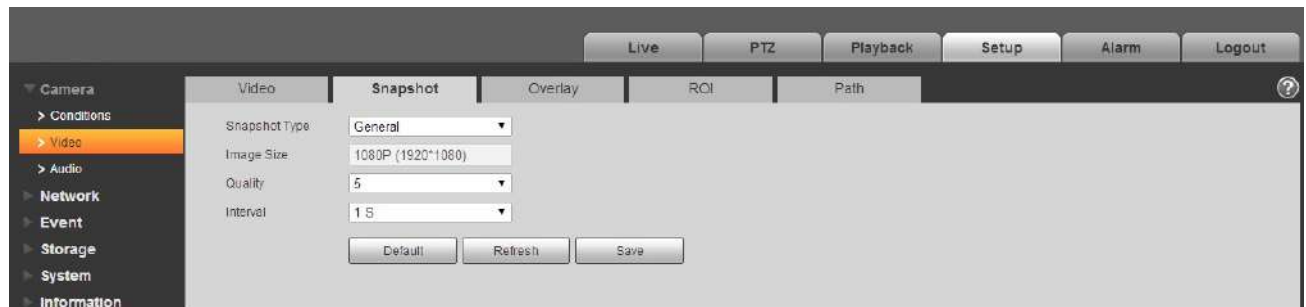 Live PTZ Playback Setup Alarm Logout
Camera Video Snapshot Overlay ROI Path ?
> Conditions
Snapshot Type General
> Video
Image Size 1080P (1920*1080)
> Audio
Quality 5
Network
Interval 1 S
Event
Storage
Default Refresh Save
System
Information